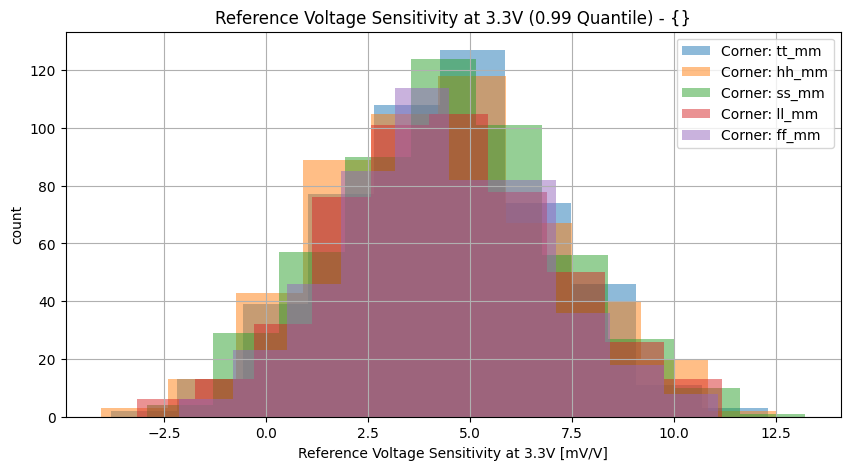 Reference Voltage Sensitivity at 3.3V (0.99 Quantile) - {}
Corner: tt_mm
Corner: hh_mm
Corner: ss_mm
Corner: ll_mm
Corner: ff_mm
120
100
80
60
40
20
0
count
−2.5 0.0 2.5 5.0 7.5 10.0 12.5
Reference Voltage Sensitivity at 3.3V [mV/V]